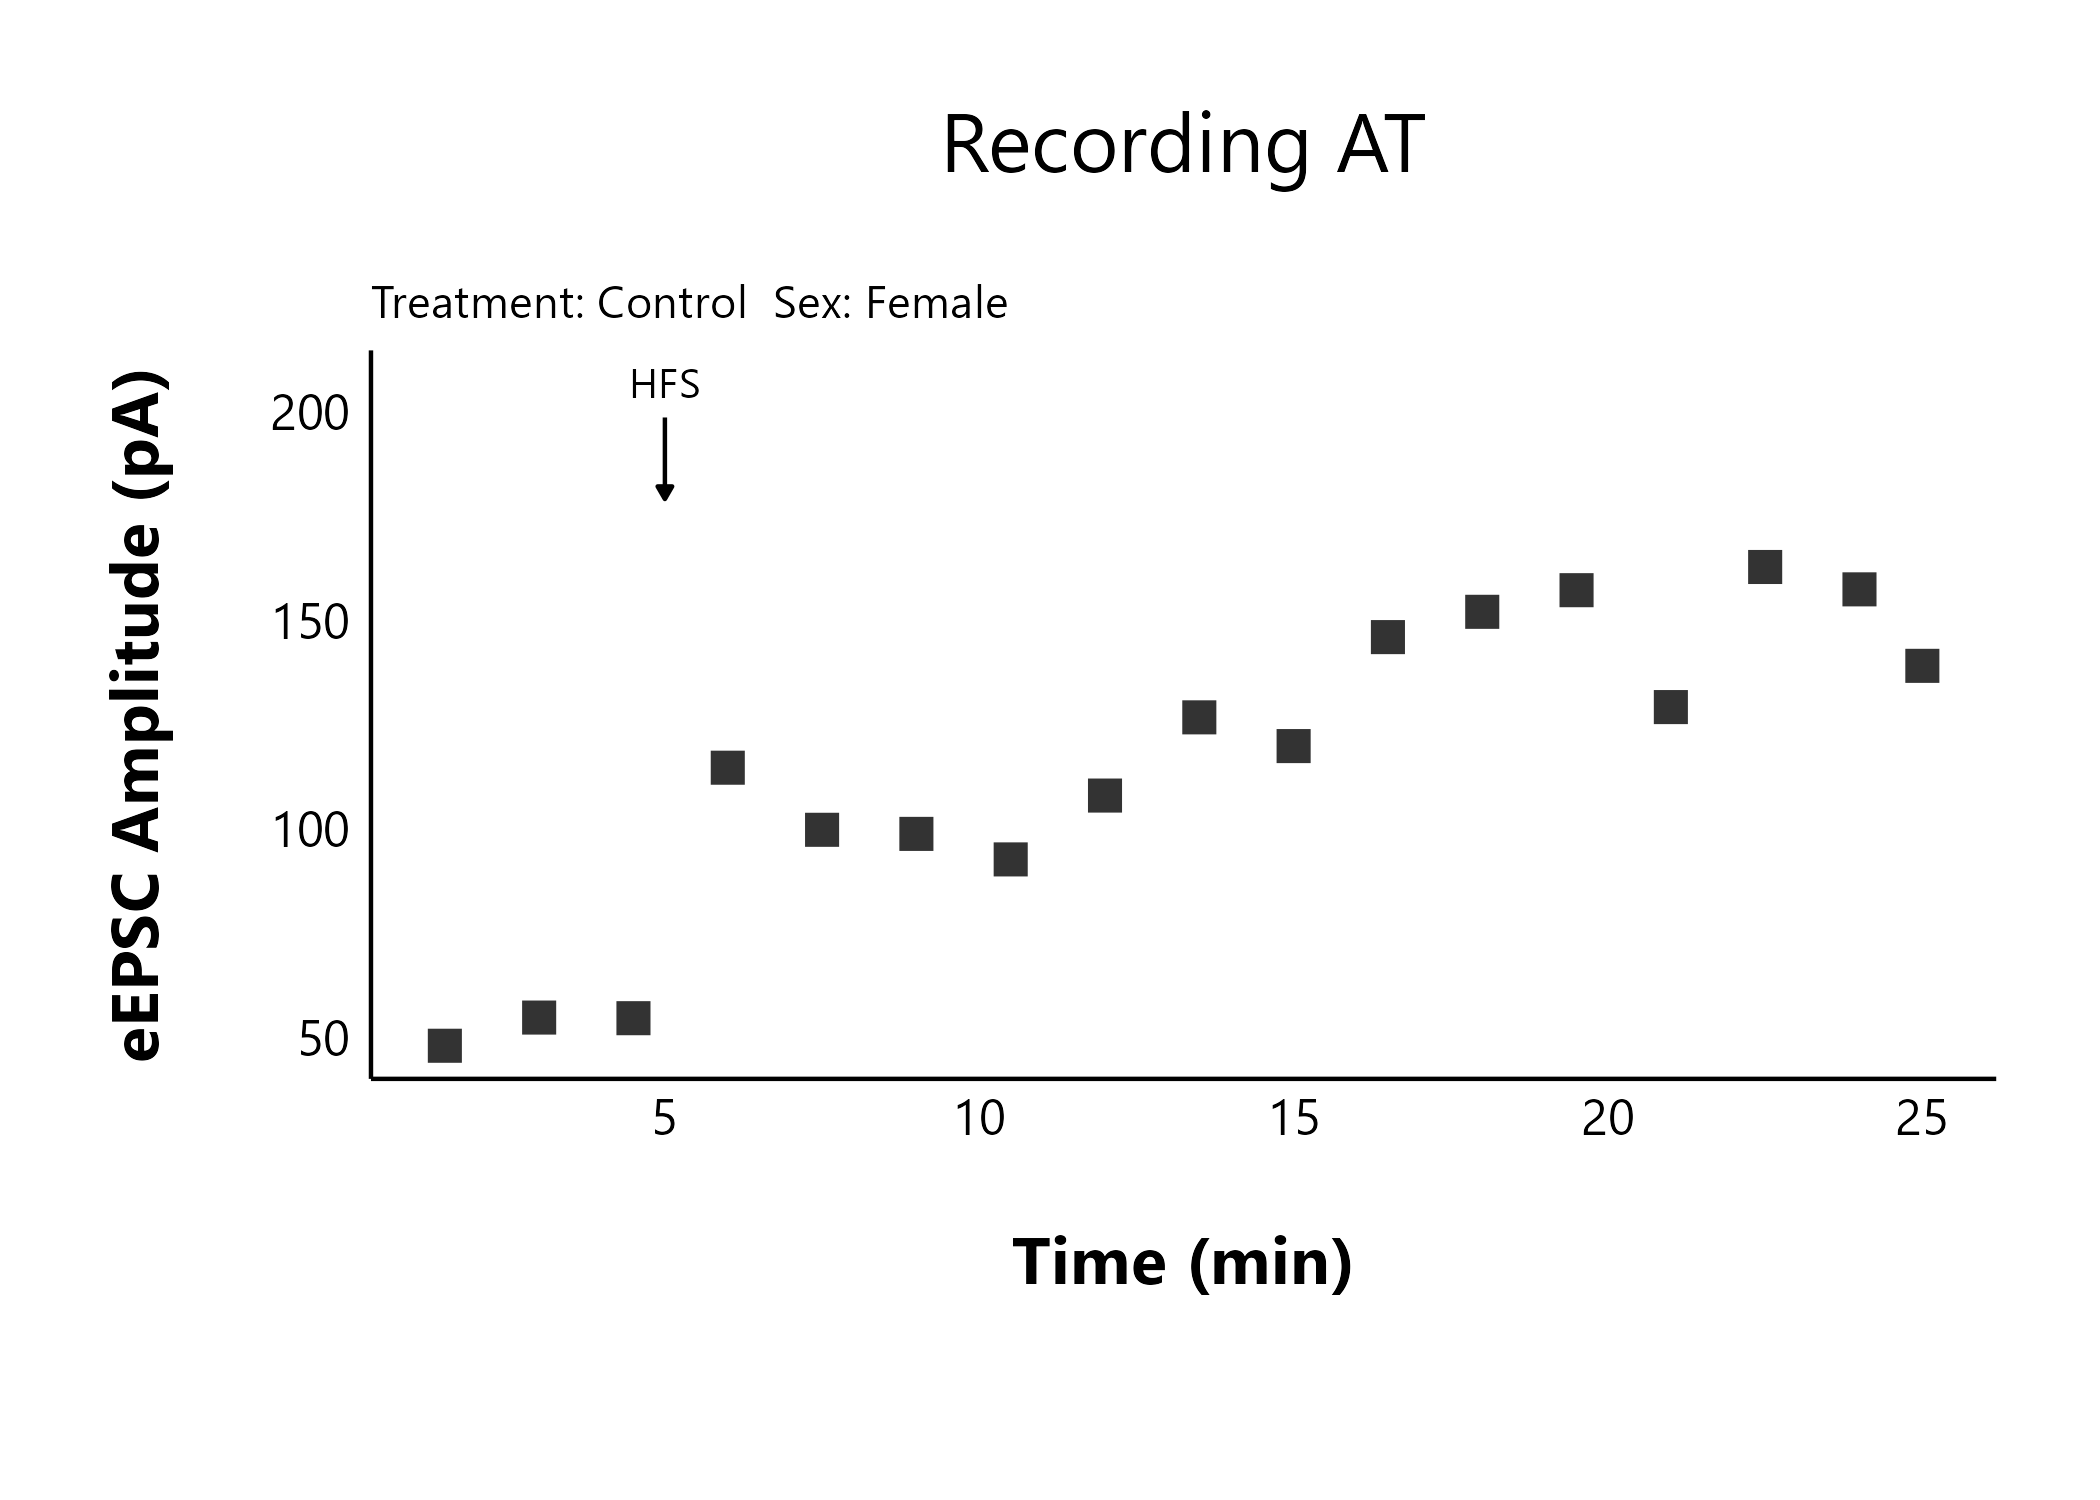 Recording AT
Treatment: Control  Sex: Female
HFS
eEPSC Amplitude (pA)
200
150
100
50
5 10 15 20 25
Time (min)